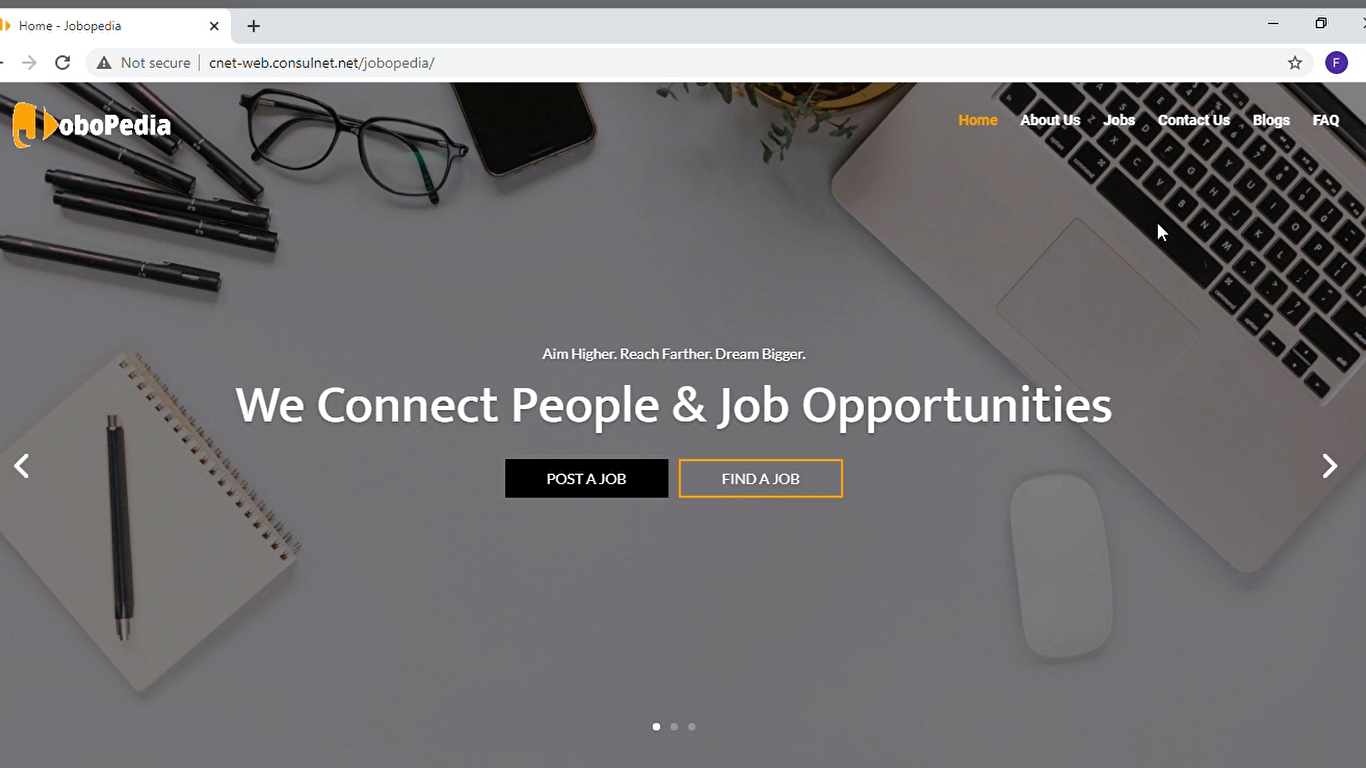 Home - Jobopedia
Not secure
cnet-web.consulnet.net/jobopedia/
F
JoboPedia
Home
About Us
Jobs
Contact Us
Blogs
FAQ
Aim Higher. Reach Farther. Dream Bigger.
We Connect People & Job Opportunities
POST A JOB
FIND A JOB